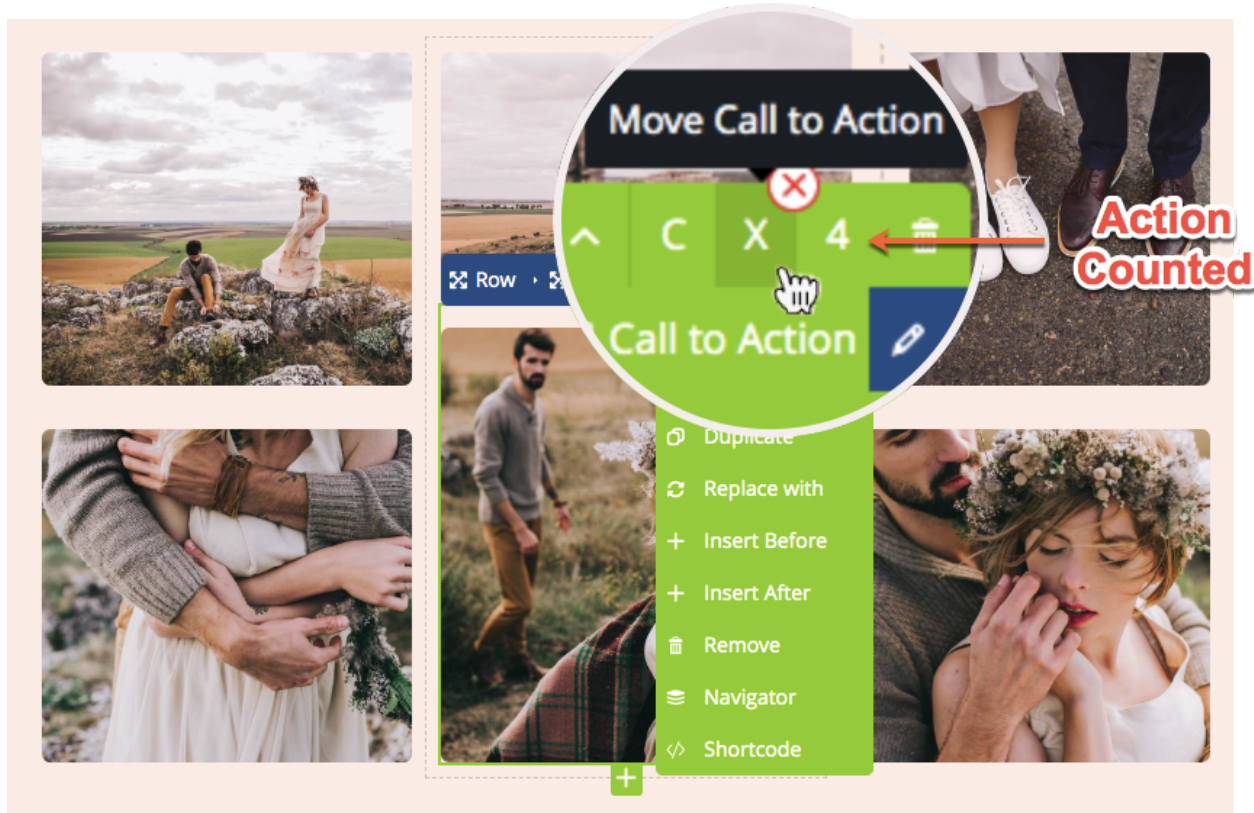 Move Call to Action
C X 4
Action
Counted
Row
Call to Action
Duplicate
Replace with
Insert Before
Insert After
Remove
Navigator
Shortcode